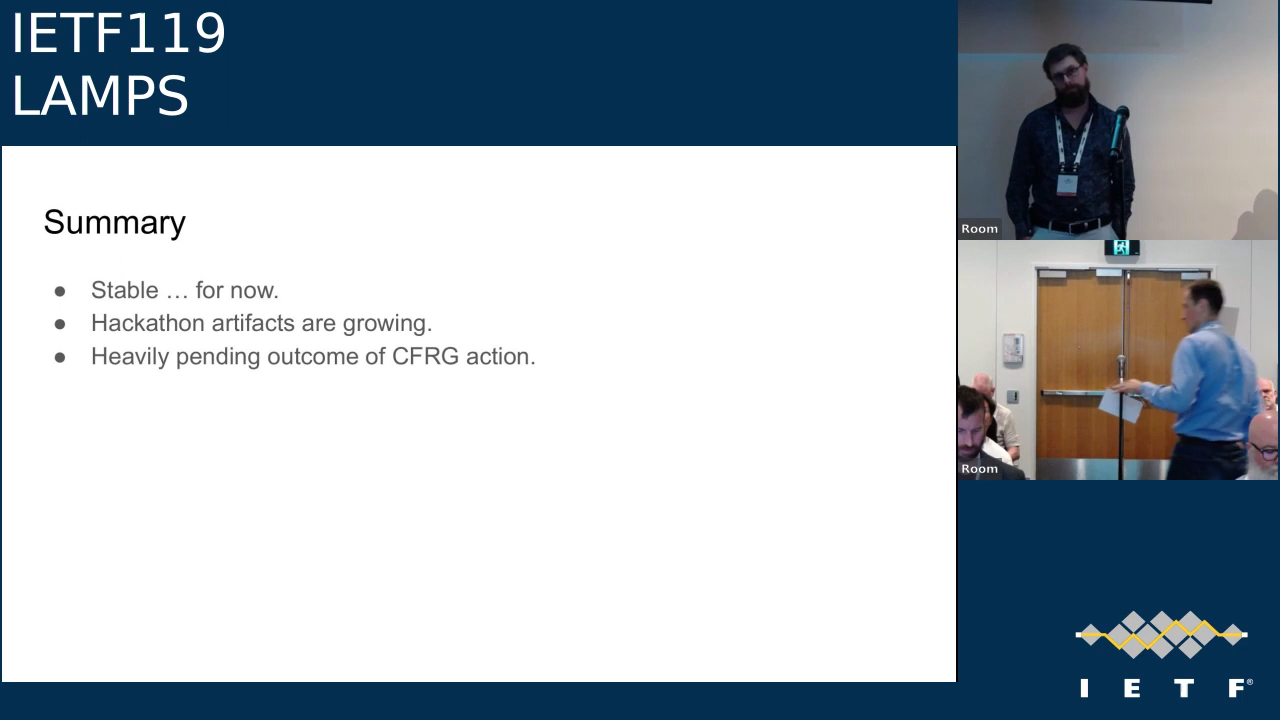 IETF119
LAMPS
Summary
● Stable … for now.
● Hackathon artifacts are growing.
● Heavily pending outcome of CFRG action.
Room
Room
I E T F®